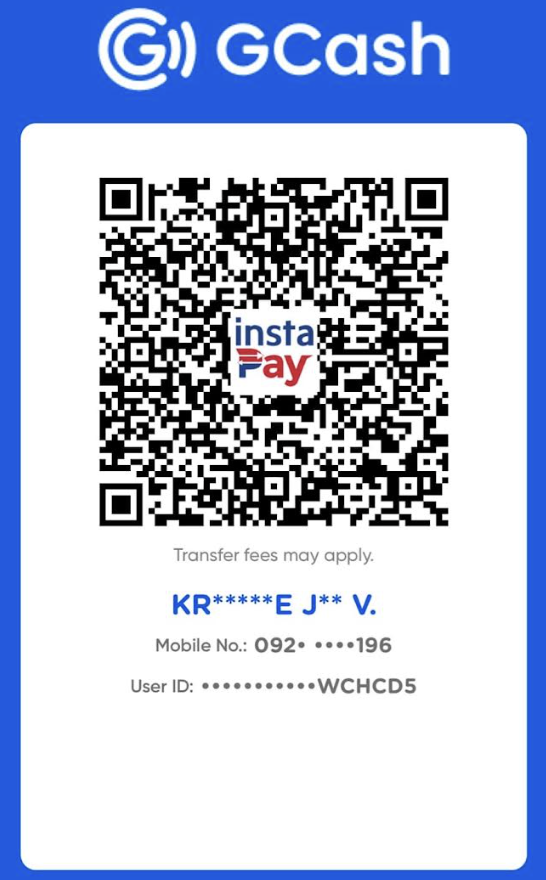 GCash
insta
Pay
Transfer fees may apply.
KR*****E J** V.
Mobile No.: 092• ••••196
User ID: •••••••••••WCHCD5